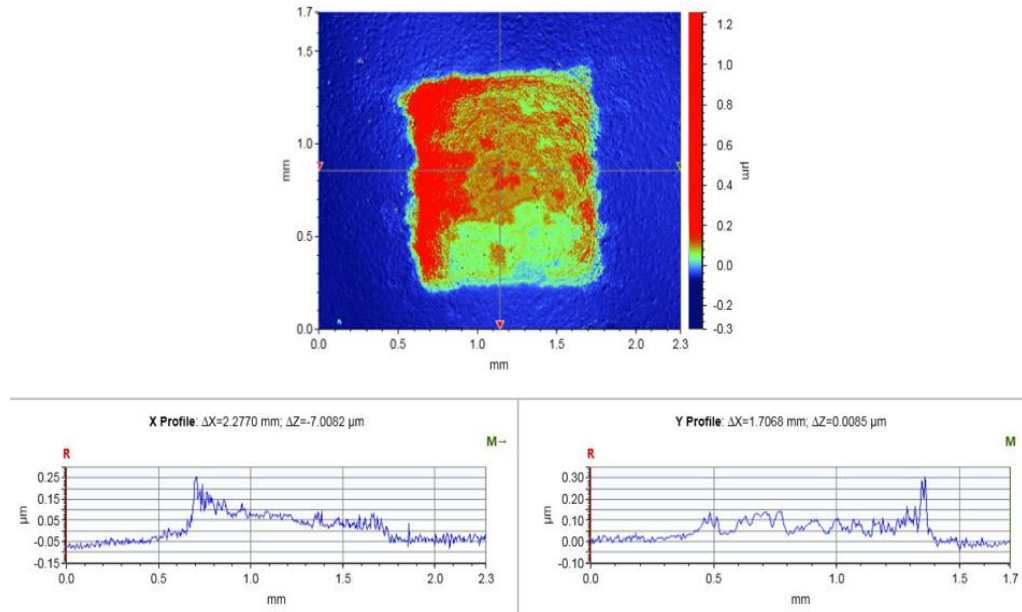 1.7
1.5
1.0
0.5
0.0
mm
0.0 0.5 1.0 1.5 2.0 2.3
mm
1.2
1.0
0.8
0.6
0.4
0.2
0.0
-0.2
-0.3
µm
X Profile: ΔX=2.2770 mm; ΔZ=-7.0082 µm
R
M→
0.25
0.15
0.05
-0.05
-0.15
µm
0.0 0.5 1.0 1.5 2.0 2.3
mm
Y Profile: ΔX=1.7068 mm; ΔZ=0.0085 µm
R
M
0.30
0.20
0.10
0.00
-0.10
µm
0.0 0.5 1.0 1.5 1.7
mm